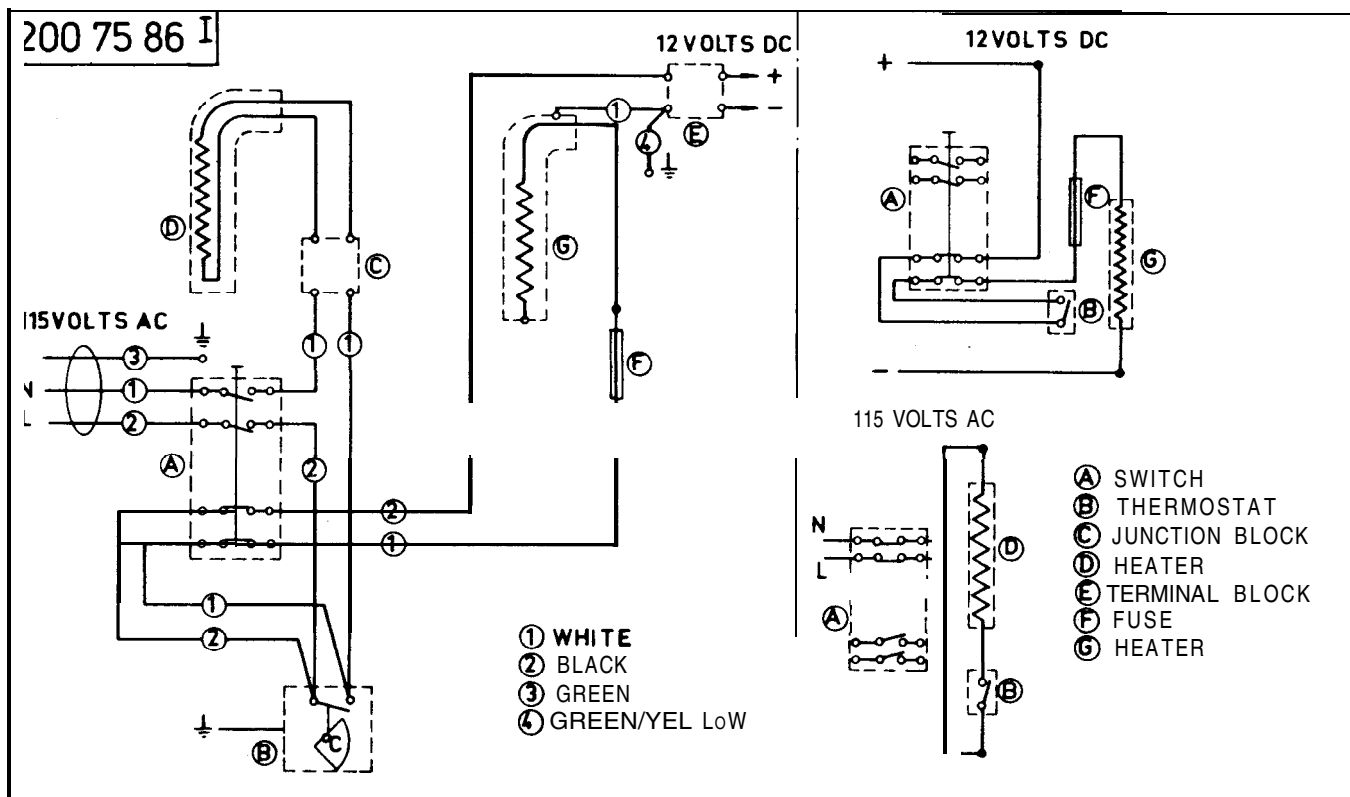 200 75 86 I
12 VOLTS DC
+
-
1
4
E
D
G
C
115VOLTS AC
3
1
1
N
1
L
2
F
A
2
2
1
1
2
B
C
1 WHITE
2 BLACK
3 GREEN
4 GREEN/YEL LoW
12VOLTS DC
+
A
F
G
B
-
115 VOLTS AC
N
L
D
A
B
A SWITCH
B THERMOSTAT
C JUNCTION BLOCK
D HEATER
E TERMINAL BLOCK
F FUSE
G HEATER